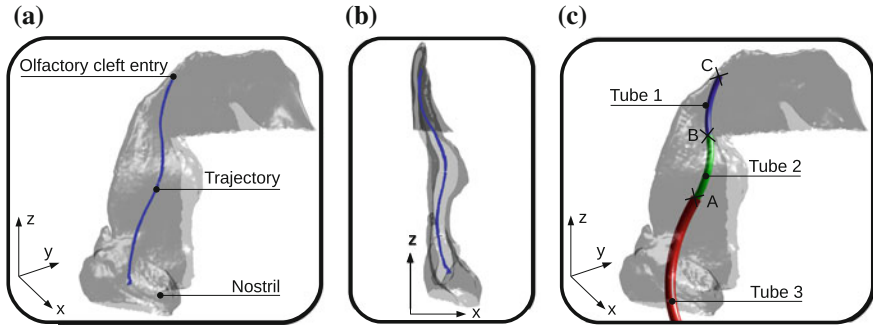 (a)
Olfactory cleft entry
Trajectory
Nostril
z
y
x
(b)
z
x
(c)
C
Tube 1
B
Tube 2
A
Tube 3
z
y
x